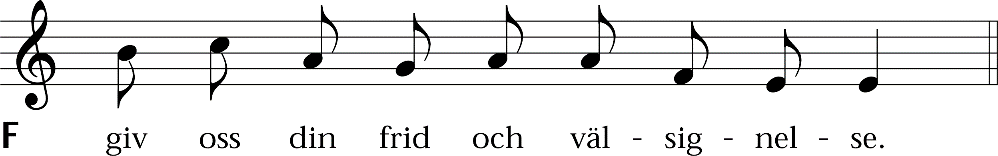 F giv oss din frid och väl - sig - nel - se.